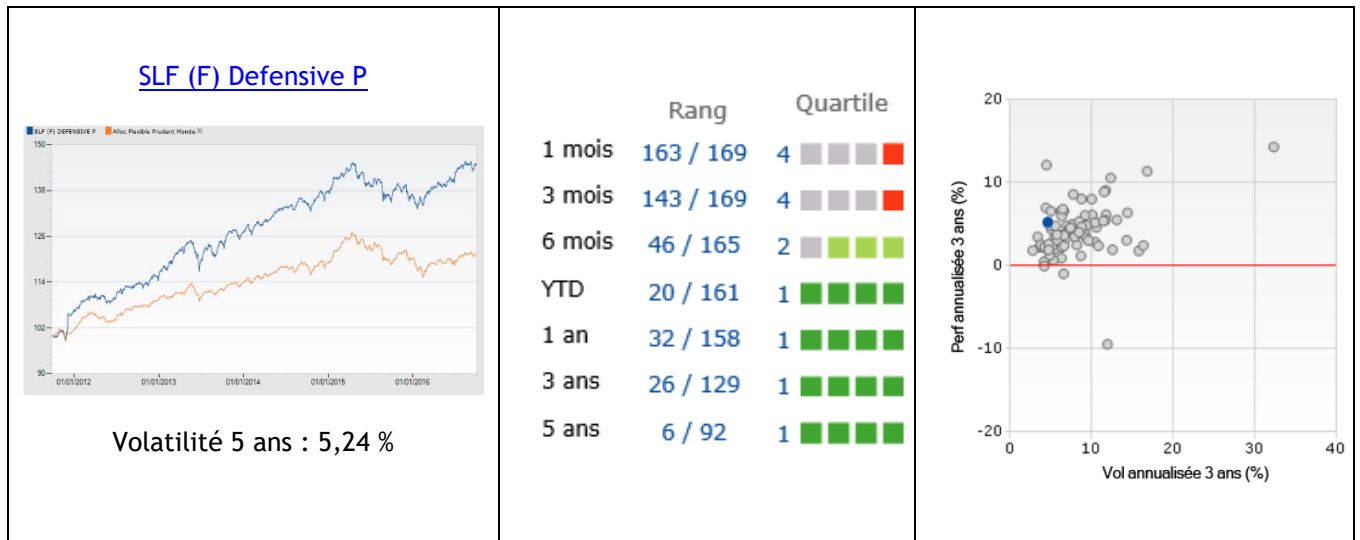 SLF (F) Defensive P
SLF (F) DEFENSIVE P Alloc Flexible Prudent Monde
150
138
126
114
102
90
01/01/2012 01/01/2013 01/01/2014 01/01/2015 01/01/2016
Volatilité 5 ans : 5,24 %
Rang Quartile
1 mois 163 / 169 4
3 mois 143 / 169 4
6 mois 46 / 165 2
YTD 20 / 161 1
1 an 32 / 158 1
3 ans 26 / 129 1
5 ans 6 / 92 1
Perf annualisée 3 ans (%)
20
10
0
-10
-20
0 10 20 30 40
Vol annualisée 3 ans (%)